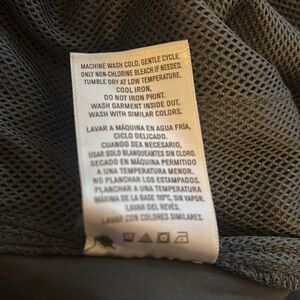 MACHINE WASH COLD, GENTLE CYCLE.
ONLY NON-CHLORINE BLEACH IF NEEDED.
TUMBLE DRY AT LOW TEMPERATURE.
COOL IRON,
DO NOT IRON PRINT.
WASH GARMENT INSIDE OUT.
WASH WITH SIMILAR COLORS.
LAVAR A MÁQUINA EN AGUA FRÍA,
CICLO DELICADO.
CUANDO SEA NECESARIO,
USAR SOLO BLANQUEANTES SIN CLORO.
SECADO EN MÁQUINA PERMITIDO
A UNA TEMPERATURA MENOR.
NO PLANCHAR LOS ESTAMPADOS.
PLANCHAR A UNA TEMPERATURA
MÁXIMA DE LA BASE 110°C, SIN VAPOR.
LAVAR DEL REVÉS.
LAVAR CON COLORES SIMILARES.